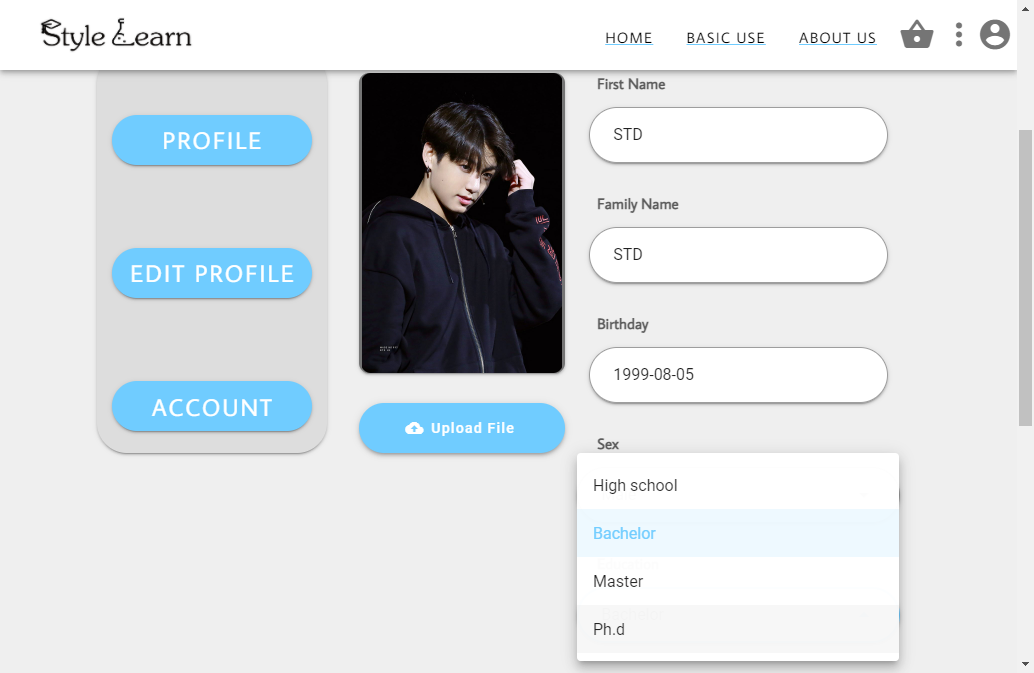 Style Learn
HOME
BASIC USE
ABOUT US
PROFILE
EDIT PROFILE
ACCOUNT
Upload File
First Name
STD
Family Name
STD
Birthday
1999-08-05
Sex
High school
Bachelor
Master
Ph.d